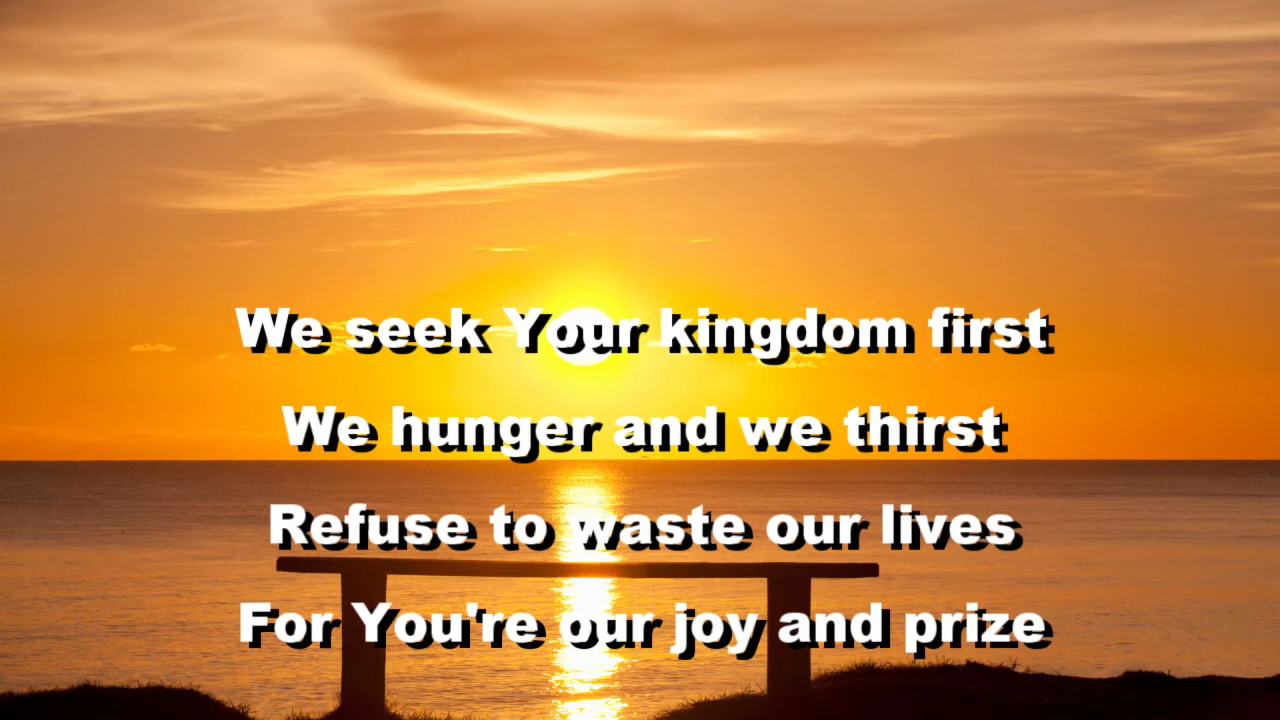 We seek Your kingdom first
We hunger and we thirst
Refuse to waste our lives
For You're our joy and prize